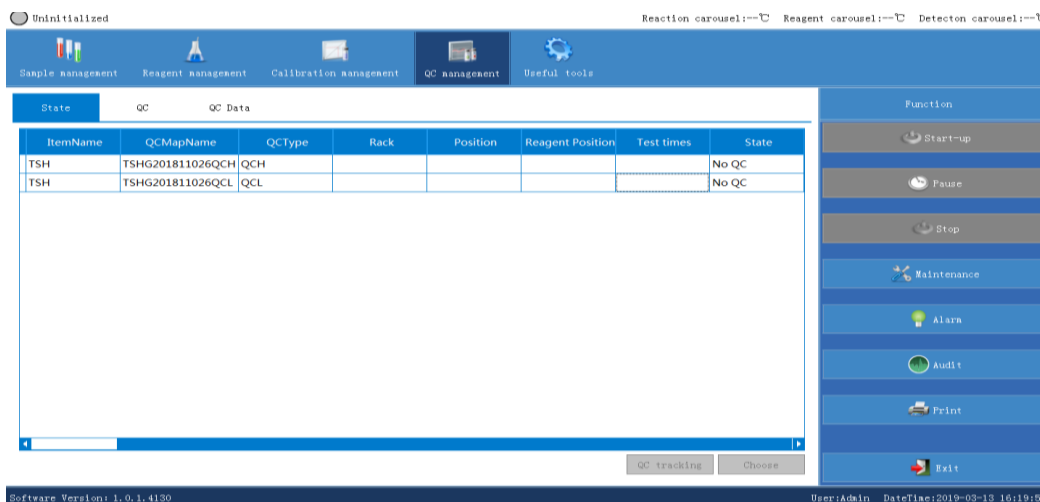 Uninitialized Reaction carousel:--℃ Reagent carousel:--℃ Detecton carousel:--℃
Sample management Reagent management Calibration management QC management Useful tools
State QC QC Data
ItemName QCMapName QCType Rack Position Reagent Position Test times State
TSH TSHG201811026QCH QCH No QC
TSH TSHG201811026QCL QCL No QC
QC tracking Choose
Function
Start-up
Pause
Stop
Maintenance
Alarm
Audit
Print
Exit
Software Version: 1.0.1.4130 User:Admin DateTime:2019-03-13 16:19:5